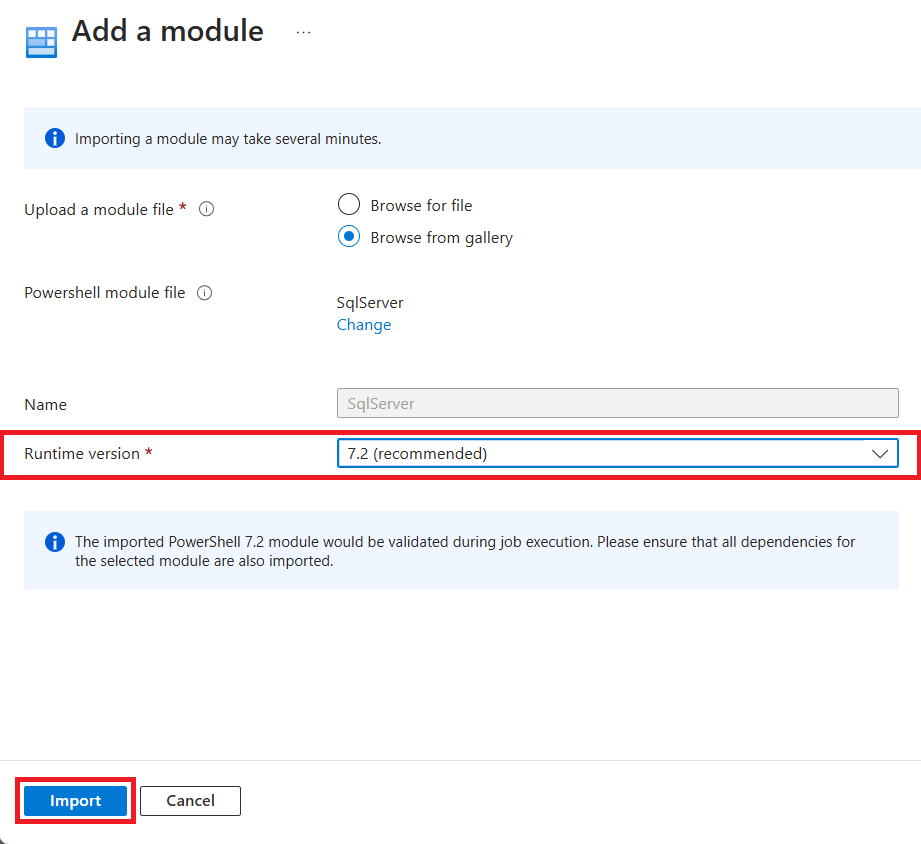 Add a module ...
Importing a module may take several minutes.
Upload a module file *
Browse for file
Browse from gallery
Powershell module file
SqlServer
Change
Name
SqlServer
Runtime version *
7.2 (recommended)
The imported PowerShell 7.2 module would be validated during job execution. Please ensure that all dependencies for
the selected module are also imported.
Import
Cancel